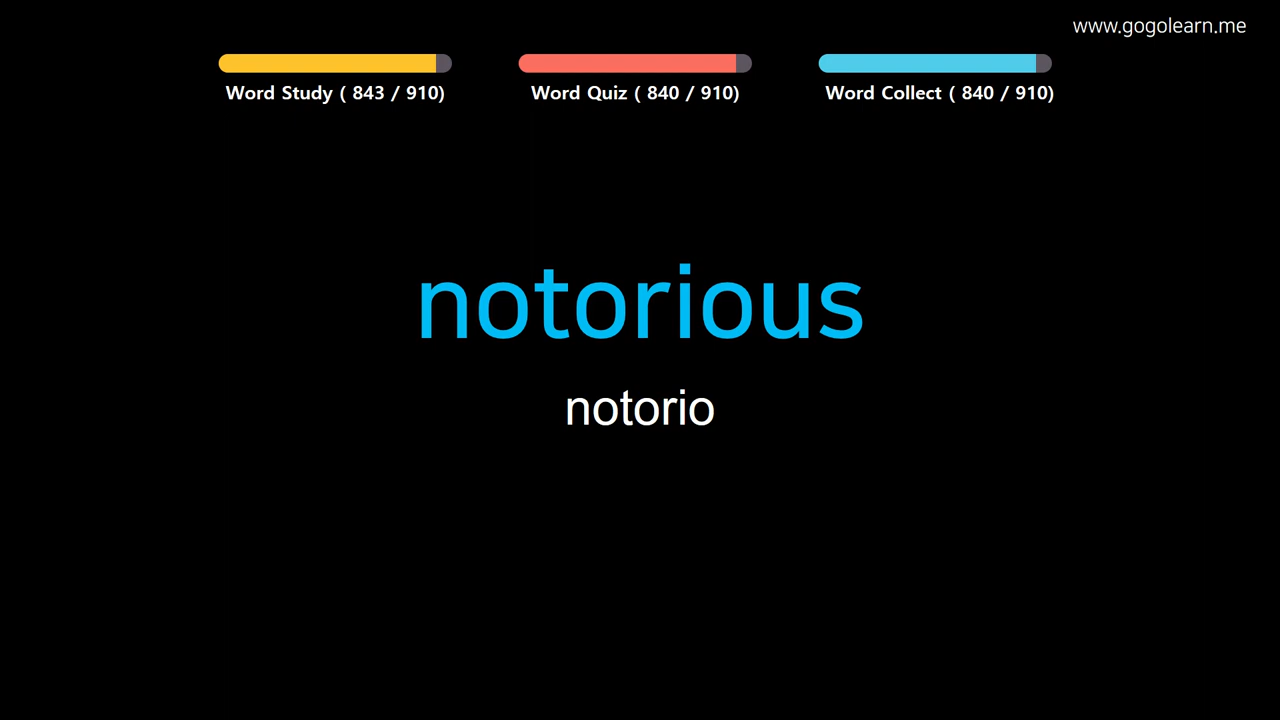 www.gogolearn.me
Word Study ( 843 / 910)
Word Quiz ( 840 / 910)
Word Collect ( 840 / 910)
notorious
notorio